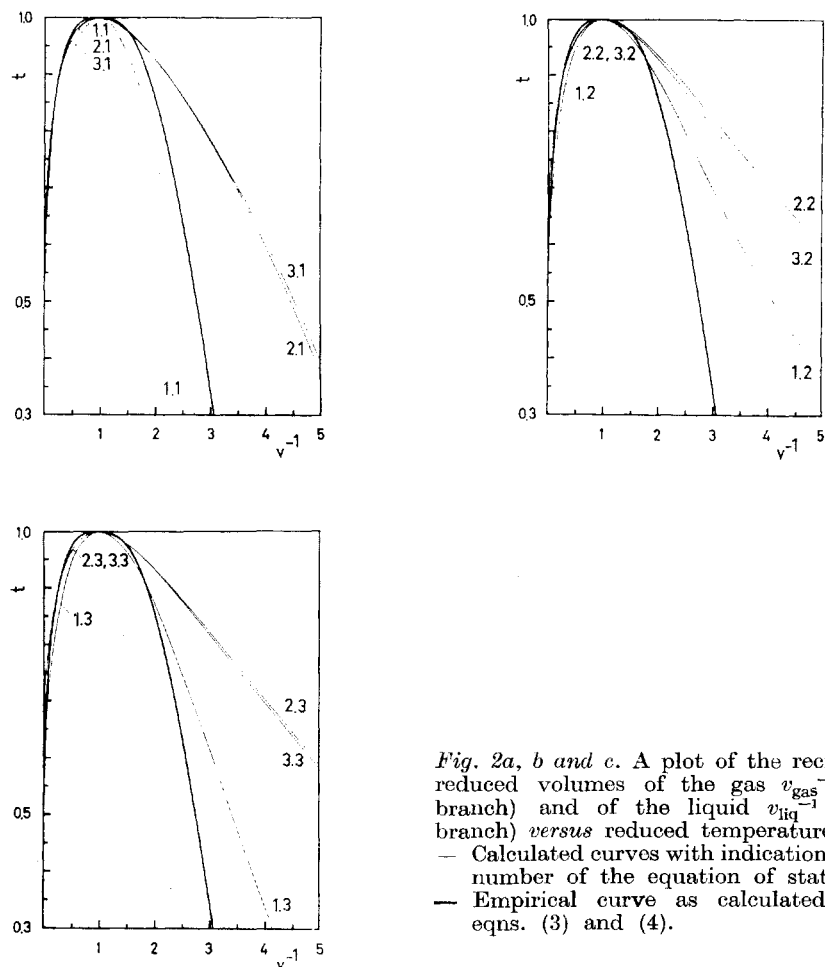 1.0
t
1.1
2.1
3.1
0.5
3.1
2.1
1.1
0.3
1 2 3 4 5
v⁻¹
1.0
t
2.2, 3.2
1.2
2.2
3.2
0.5
1.2
0.3
1 2 3 4 5
v⁻¹
1.0
t
2.3, 3.3
1.3
2.3
3.3
0.5
1.3
0.3
1 2 3 4 5
v⁻¹
Fig. 2a, b and c. A plot of the rec
reduced volumes of the gas v_gas⁻
branch) and of the liquid v_liq⁻¹
branch) versus reduced temperature
— Calculated curves with indication
number of the equation of stat
— Empirical curve as calculated
eqns. (3) and (4).